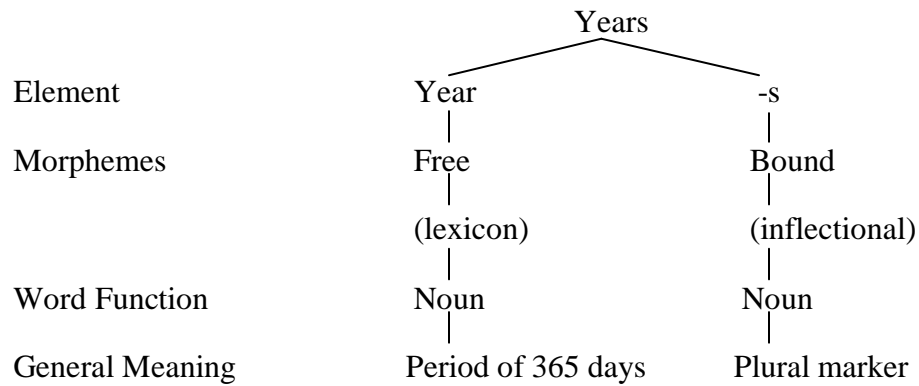 Years
Element Year -s
Morphemes Free Bound
(lexicon) (inflectional)
Word Function Noun Noun
General Meaning Period of 365 days Plural marker